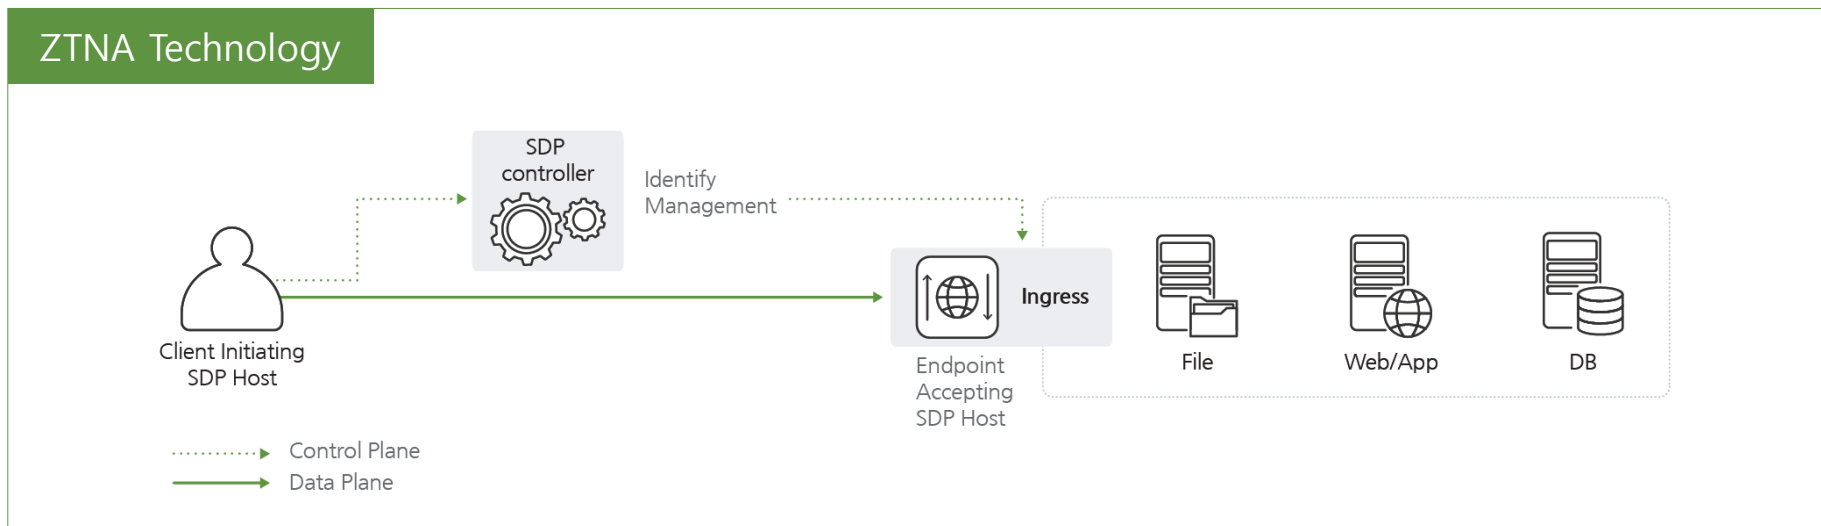 ZTNA Technology
SDP
controller
Identify
Management
Ingress
Client Initiating
SDP Host
Endpoint
Accepting
SDP Host
File
Web/App
DB
Control Plane
Data Plane